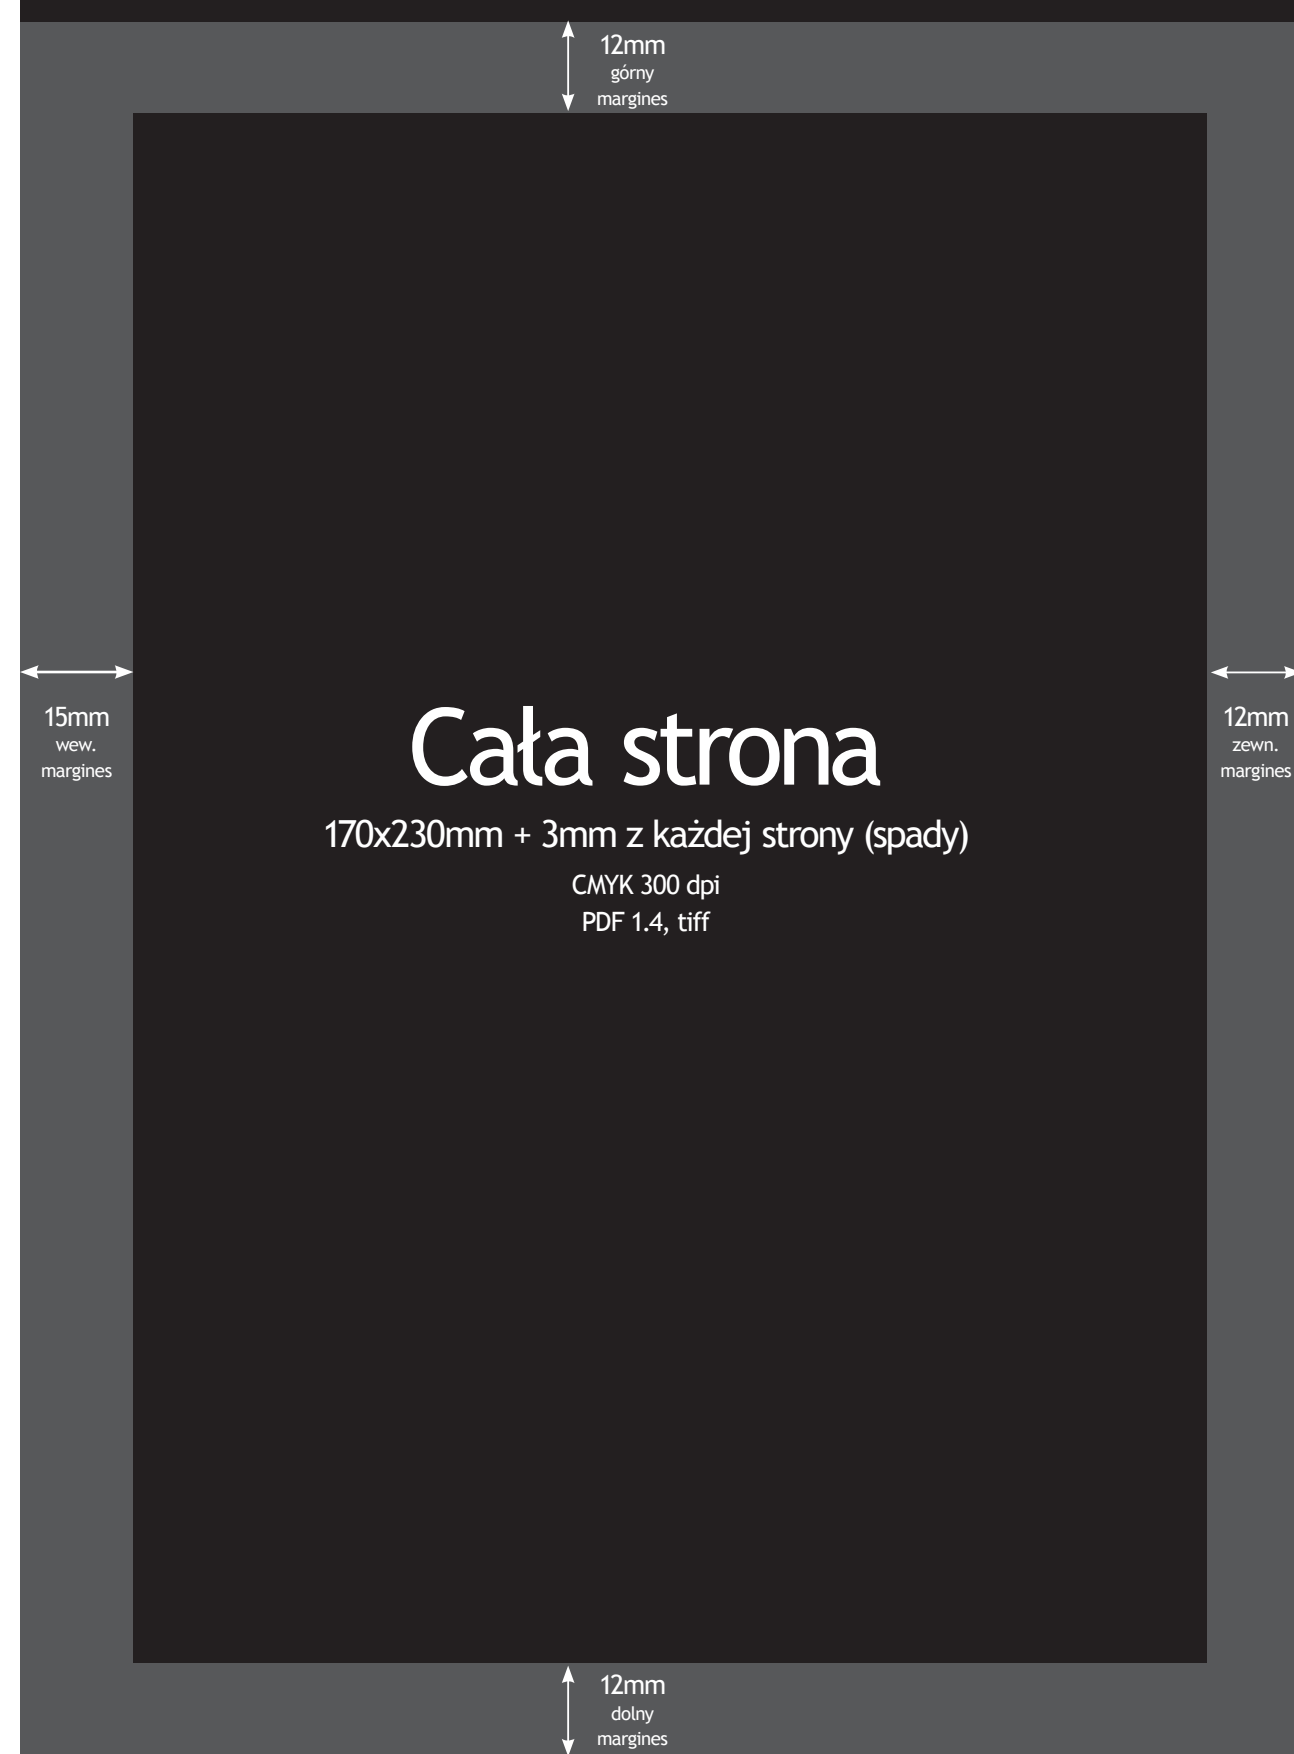 12mm
górny
margines
15mm
wew.
margines
12mm
zewn.
margines
Cała strona
170x230mm + 3mm z każdej strony (spady)
CMYK 300 dpi
PDF 1.4, tiff
12mm
dolny
margines